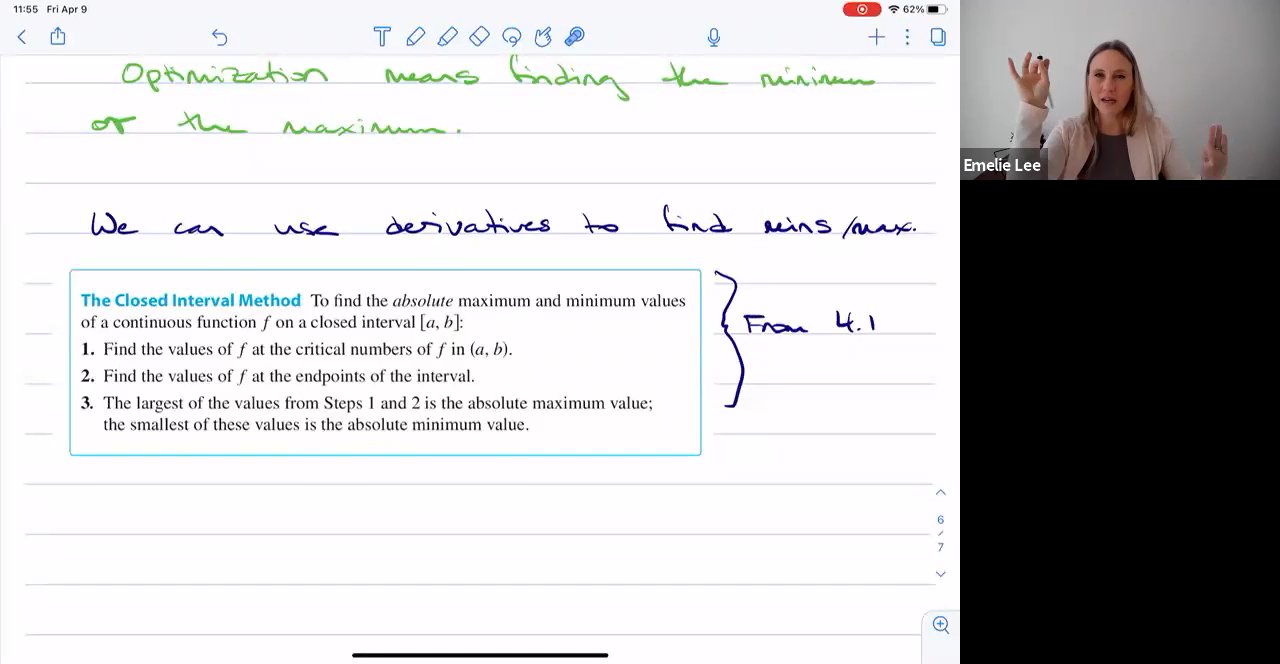 11:55 Fri Apr 9
62%
Optimization means finding the minimum
or the maximum.
We can use derivatives to find mins/max.
The Closed Interval Method To find the absolute maximum and minimum values
of a continuous function f on a closed interval [a, b]:
1. Find the values of f at the critical numbers of f in (a, b).
2. Find the values of f at the endpoints of the interval.
3. The largest of the values from Steps 1 and 2 is the absolute maximum value;
the smallest of these values is the absolute minimum value.
From 4.1
6
/
7
Emelie Lee